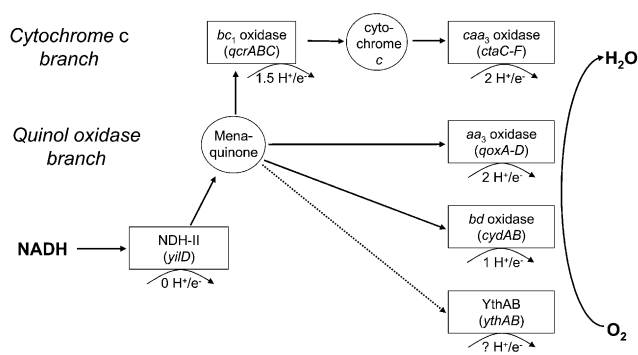 Cytochrome c
branch
bc1 oxidase
(qcrABC)
1.5 H+/e-
cyto-
chrome
c
caa3 oxidase
(ctaC-F)
2 H+/e-
H2O
Quinol oxidase
branch
Mena-
quinone
aa3 oxidase
(qoxA-D)
2 H+/e-
bd oxidase
(cydAB)
1 H+/e-
NADH
NDH-II
(yilD)
0 H+/e-
YthAB
(ythAB)
? H+/e-
O2